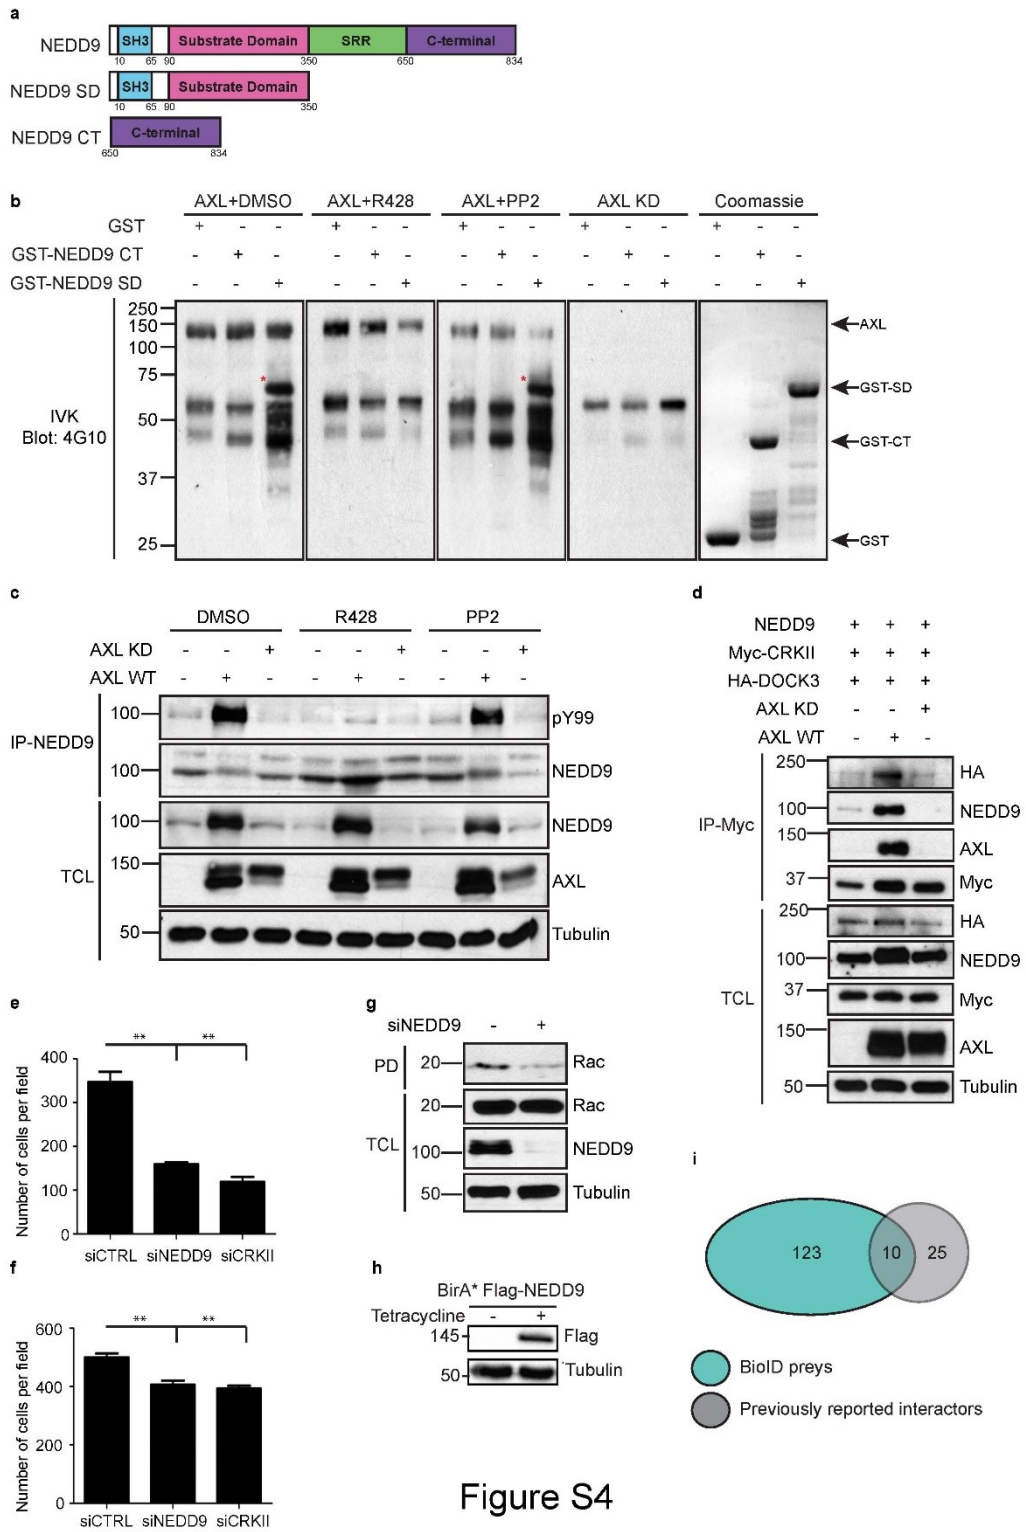 a
NEDD9 SH3 Substrate Domain SRR C-terminal
10 65 90 350 650 834
NEDD9 SD SH3 Substrate Domain
10 65 90 350
NEDD9 CT C-terminal
650 834
b
AXL+DMSO AXL+R428 AXL+PP2 AXL KD Coomassie
GST + - - + - - + - - + - - + - -
GST-NEDD9 CT - + - - + - - + - - + - - + -
GST-NEDD9 SD - - + - - + - - + - - + - - +
250
150
100
75
50
37
25
IVK
Blot: 4G10
* *
AXL
GST-SD
GST-CT
GST
c
DMSO R428 PP2
AXL KD - - + - - + - - +
AXL WT - + - - + - - + -
IP-NEDD9
100 pY99
100 NEDD9
TCL
100 NEDD9
150 AXL
50 Tubulin
d
NEDD9 + + +
Myc-CRKII + + +
HA-DOCK3 + + +
AXL KD - - +
AXL WT - + -
IP-Myc
250 HA
100 NEDD9
150 AXL
37 Myc
TCL
250 HA
100 NEDD9
37 Myc
150 AXL
50 Tubulin
e
Number of cells per field
400
300
200
100
0
** **
siCTRL siNEDD9 siCRKII
f
Number of cells per field
600
400
200
0
** **
siCTRL siNEDD9 siCRKII
g
siNEDD9 - +
PD 20 Rac
TCL
20 Rac
100 NEDD9
50 Tubulin
h
BirA* Flag-NEDD9
Tetracycline - +
145 Flag
50 Tubulin
i
123 10 25
BioID preys
Previously reported interactors
Figure S4